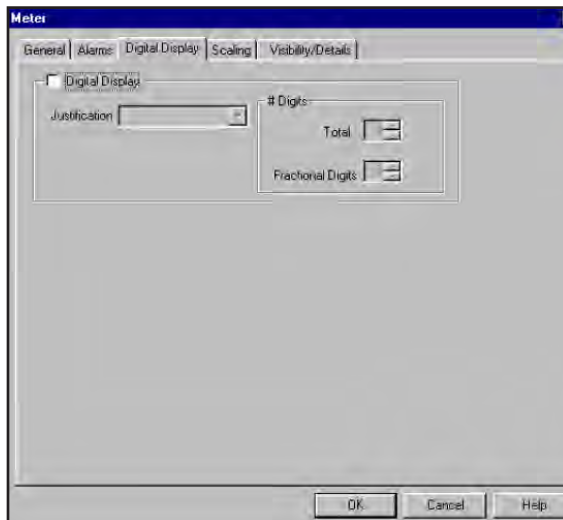 Meter
General Alarms Digital Display Scaling Visibility/Details
Digital Display
Justification
# Digits
Total
Fractional Digits
OK Cancel Help